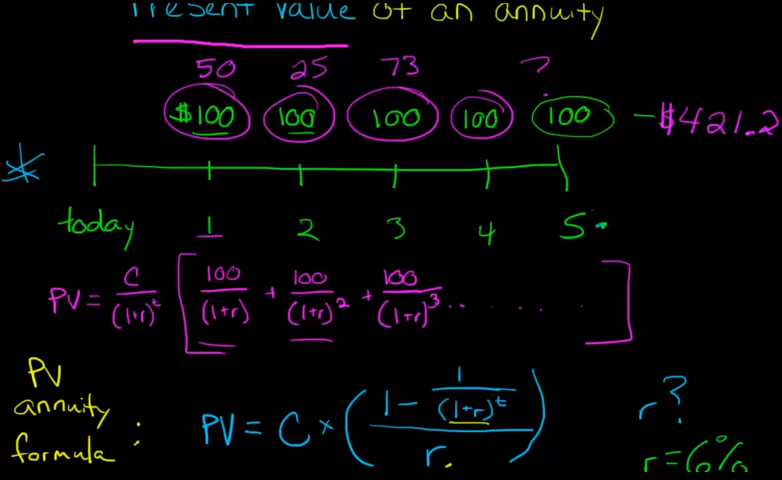 Present value of an annuity
50 25 73 ?
$100 100 100 100 100 - $421.2
today 1 2 3 4 5
PV = C/(1+r)^t [100/(1+r) + 100/(1+r)^2 + 100/(1+r)^3 . . . . . .]
PV annuity formula : PV = C × ((1 - 1/(1+r)^t)/r)
r?
r=6%